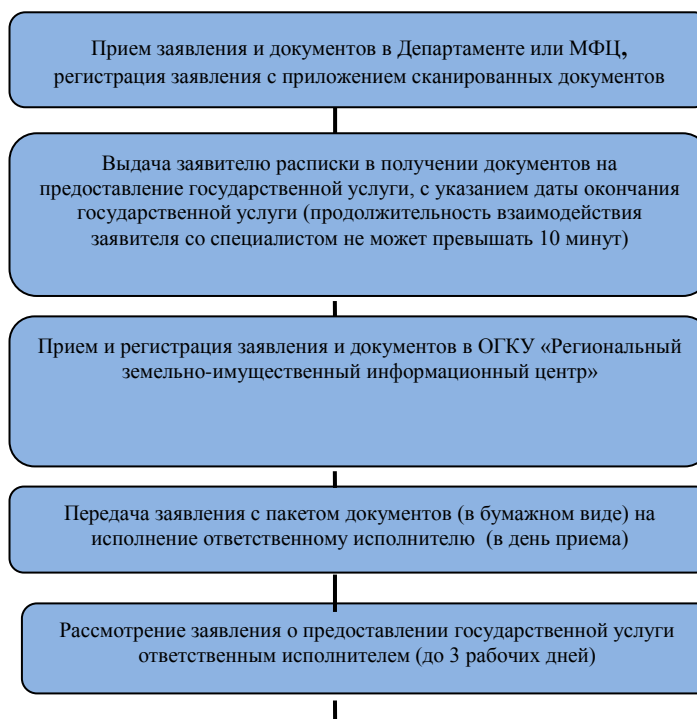 Прием заявления и документов в Департаменте или МФЦ,
регистрация заявления с приложением сканированных документов
Выдача заявителю расписки в получении документов на
предоставление государственной услуги, с указанием даты окончания
государственной услуги (продолжительность взаимодействия
заявителя со специалистом не может превышать 10 минут)
Прием и регистрация заявления и документов в ОГКУ «Региональный
земельно-имущественный информационный центр»
Передача заявления с пакетом документов (в бумажном виде) на
исполнение ответственному исполнителю (в день приема)
Рассмотрение заявления о предоставлении государственной услуги
ответственным исполнителем (до 3 рабочих дней)